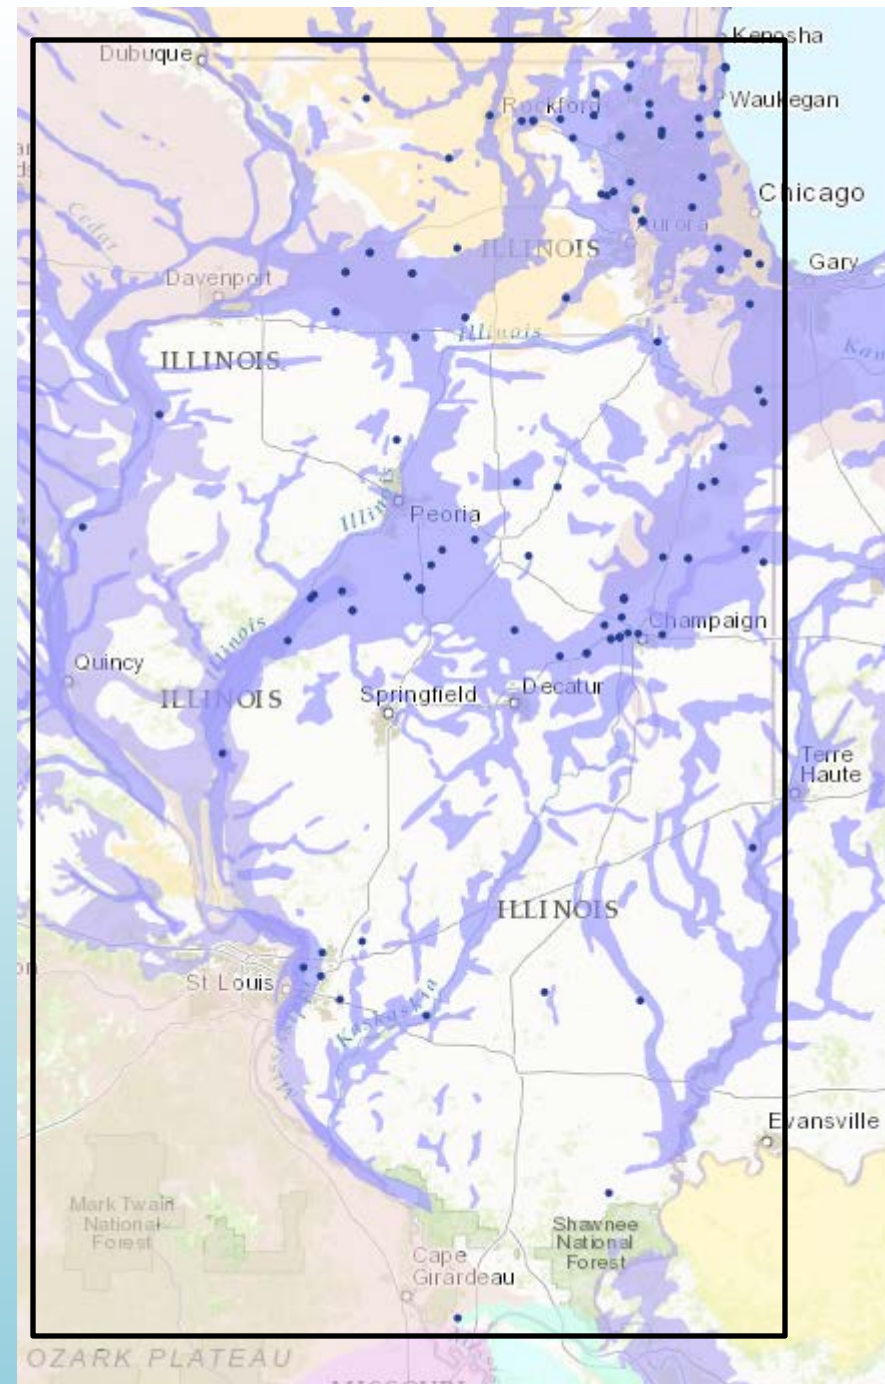 Kenosha
Dubuque
Rockford
Waukegan
Cedar
Chicago
Aurora
ILLINOIS
Gary
Davenport
Illinois
ILLINOIS
Illinois
Peoria
Illinois
Champaign
Quincy
Decatur
Springfield
ILLINOIS
Terre
Haute
ILLINOIS
St Louis
Kaskaskia
Mississippi
Evansville
Mark Twain
National
Forest
Shawnee
National
Forest
Cape
Girardeau
OZARK PLATEAU